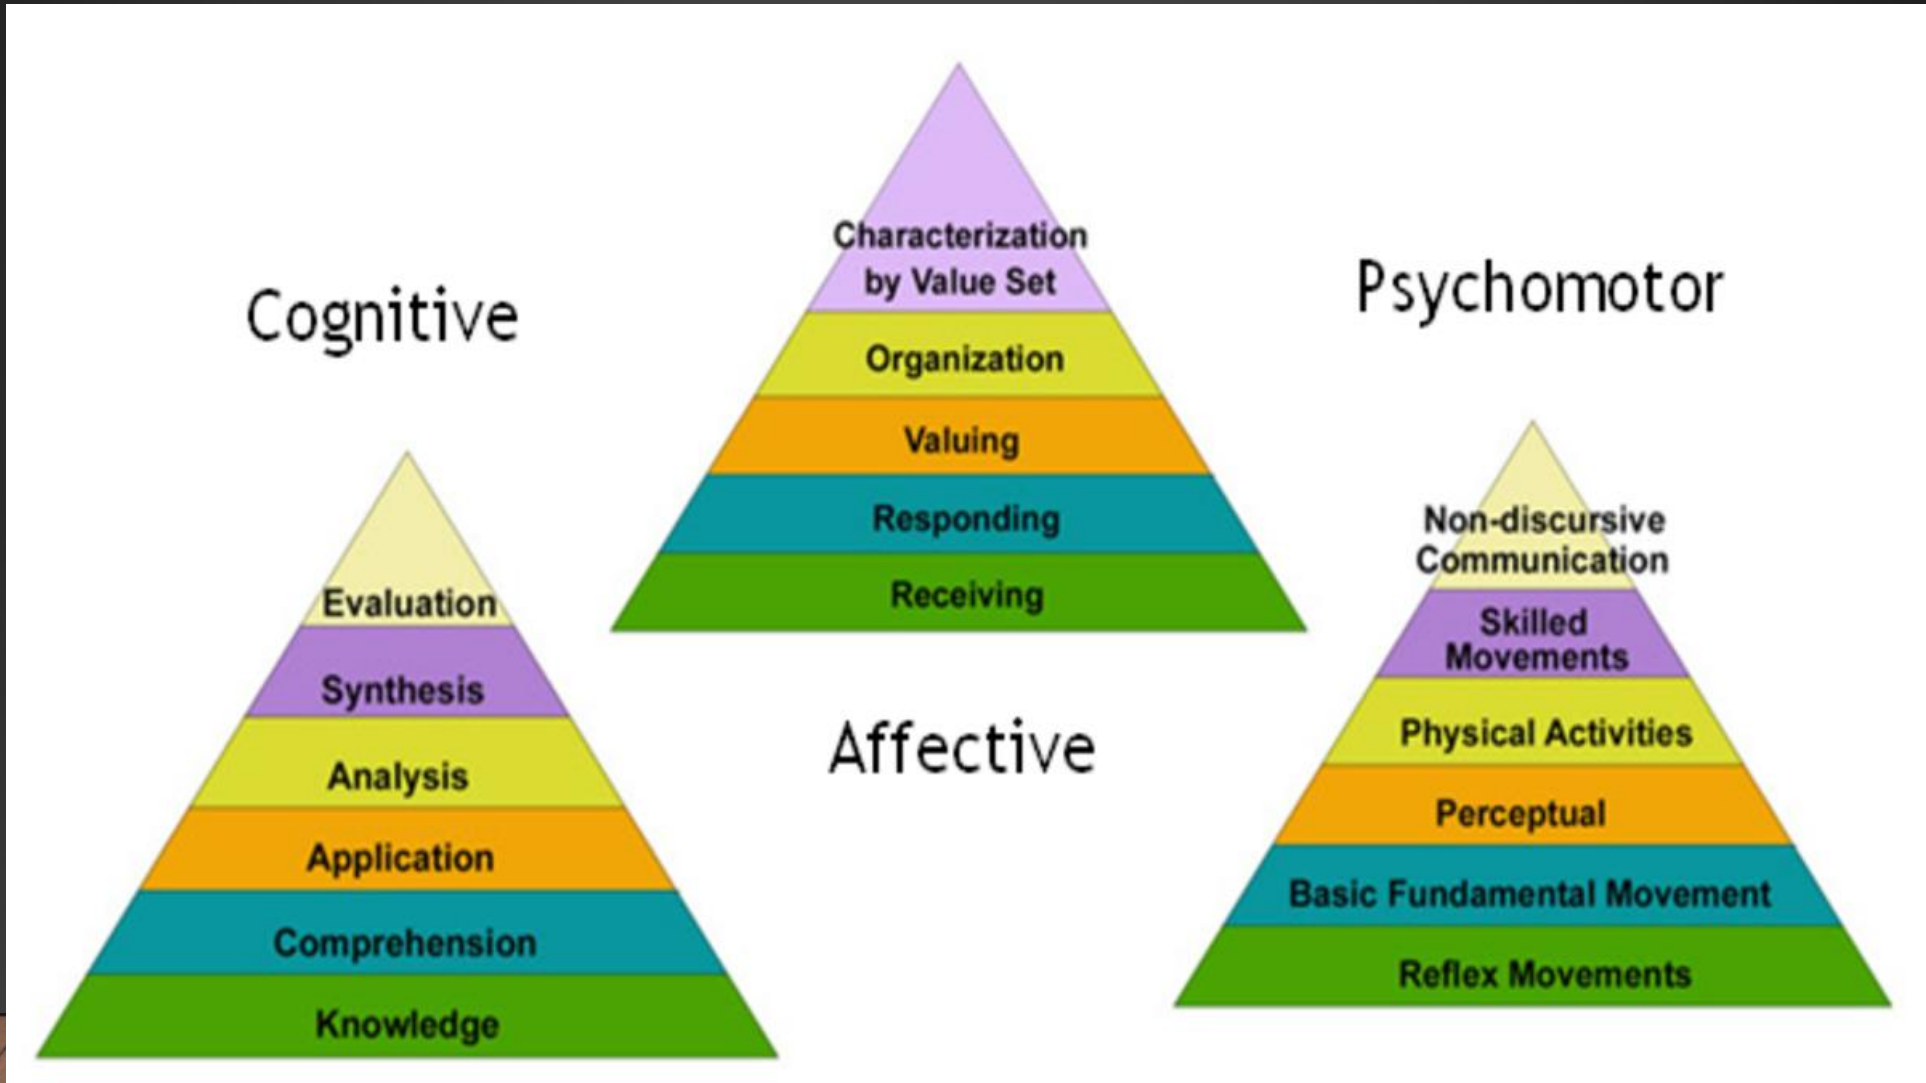 Cognitive
Evaluation
Synthesis
Analysis
Application
Comprehension
Knowledge
Characterization
by Value Set
Organization
Valuing
Responding
Receiving
Affective
Psychomotor
Non-discursive
Communication
Skilled
Movements
Physical Activities
Perceptual
Basic Fundamental Movement
Reflex Movements